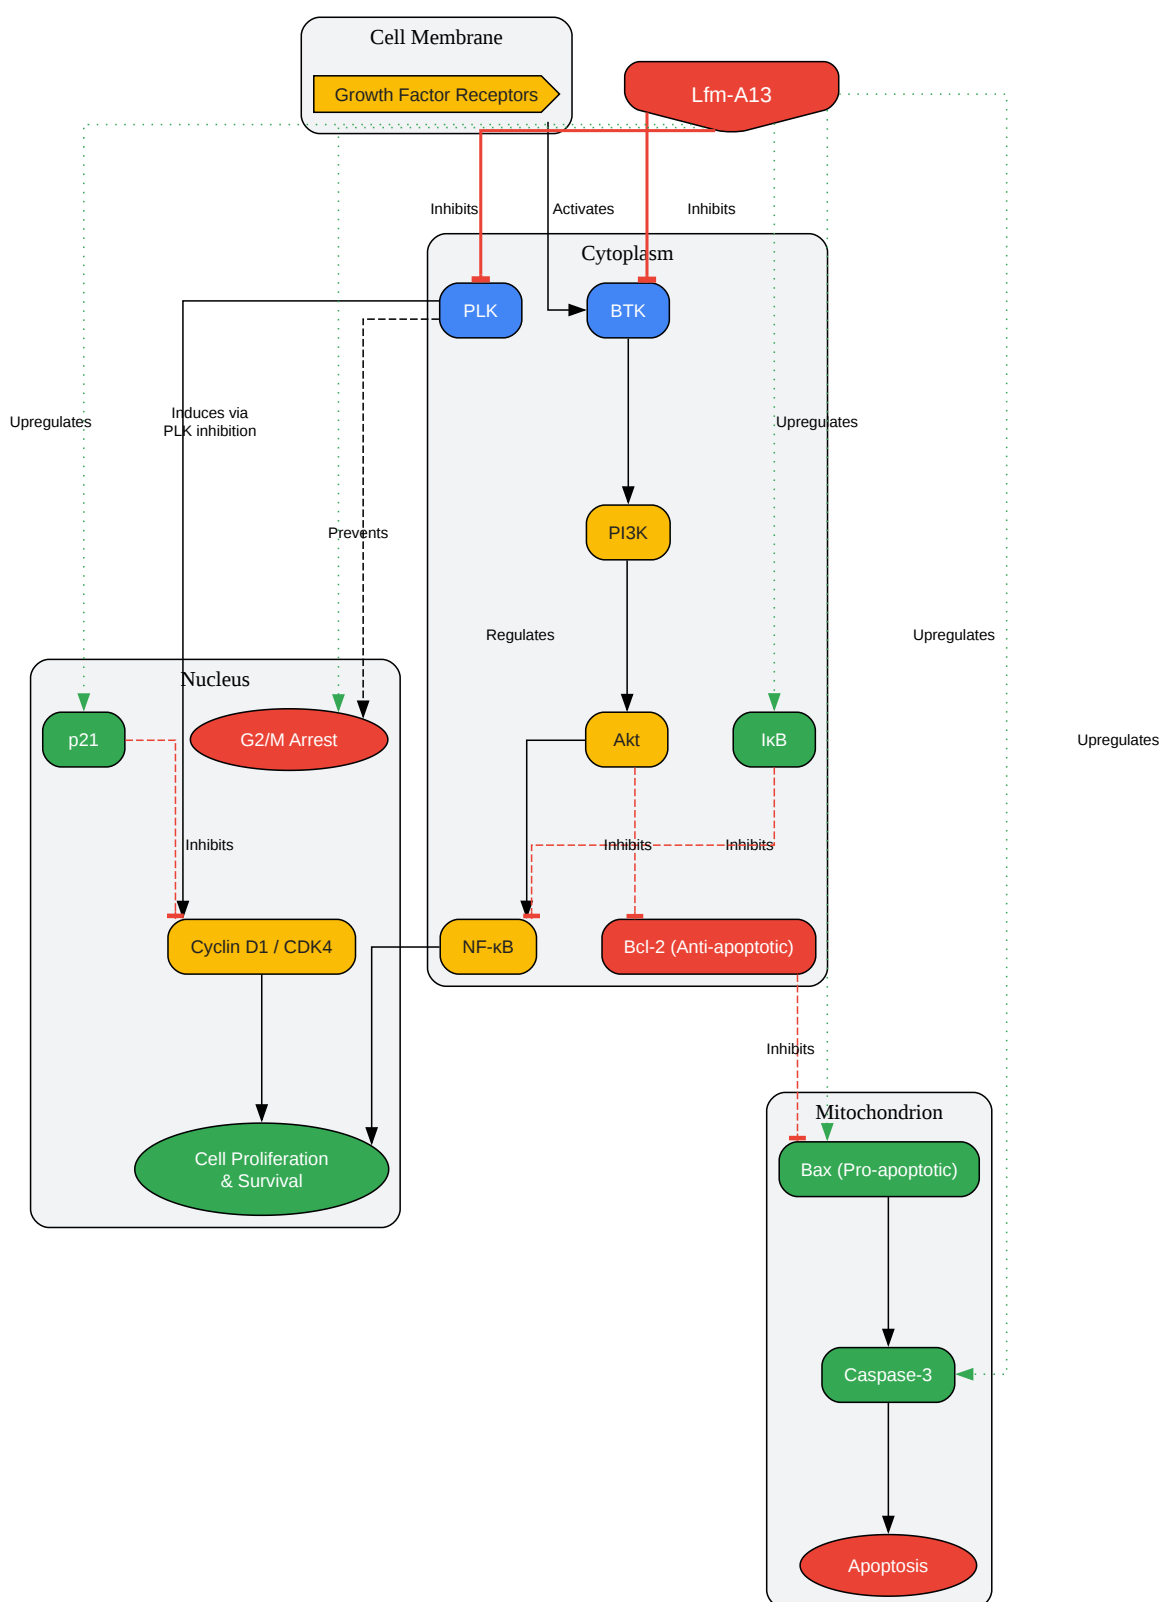 Cell Membrane
Growth Factor Receptors
Lfm-A13
Inhibits
Activates
Inhibits
Cytoplasm
PLK
BTK
Upregulates
Induces via
PLK inhibition
Upregulates
Prevents
PI3K
Regulates
Upregulates
Nucleus
p21
G2/M Arrest
Akt
IκB
Upregulates
Inhibits
Inhibits
Inhibits
Cyclin D1 / CDK4
NF-κB
Bcl-2 (Anti-apoptotic)
Inhibits
Mitochondrion
Cell Proliferation
& Survival
Bax (Pro-apoptotic)
Caspase-3
Apoptosis